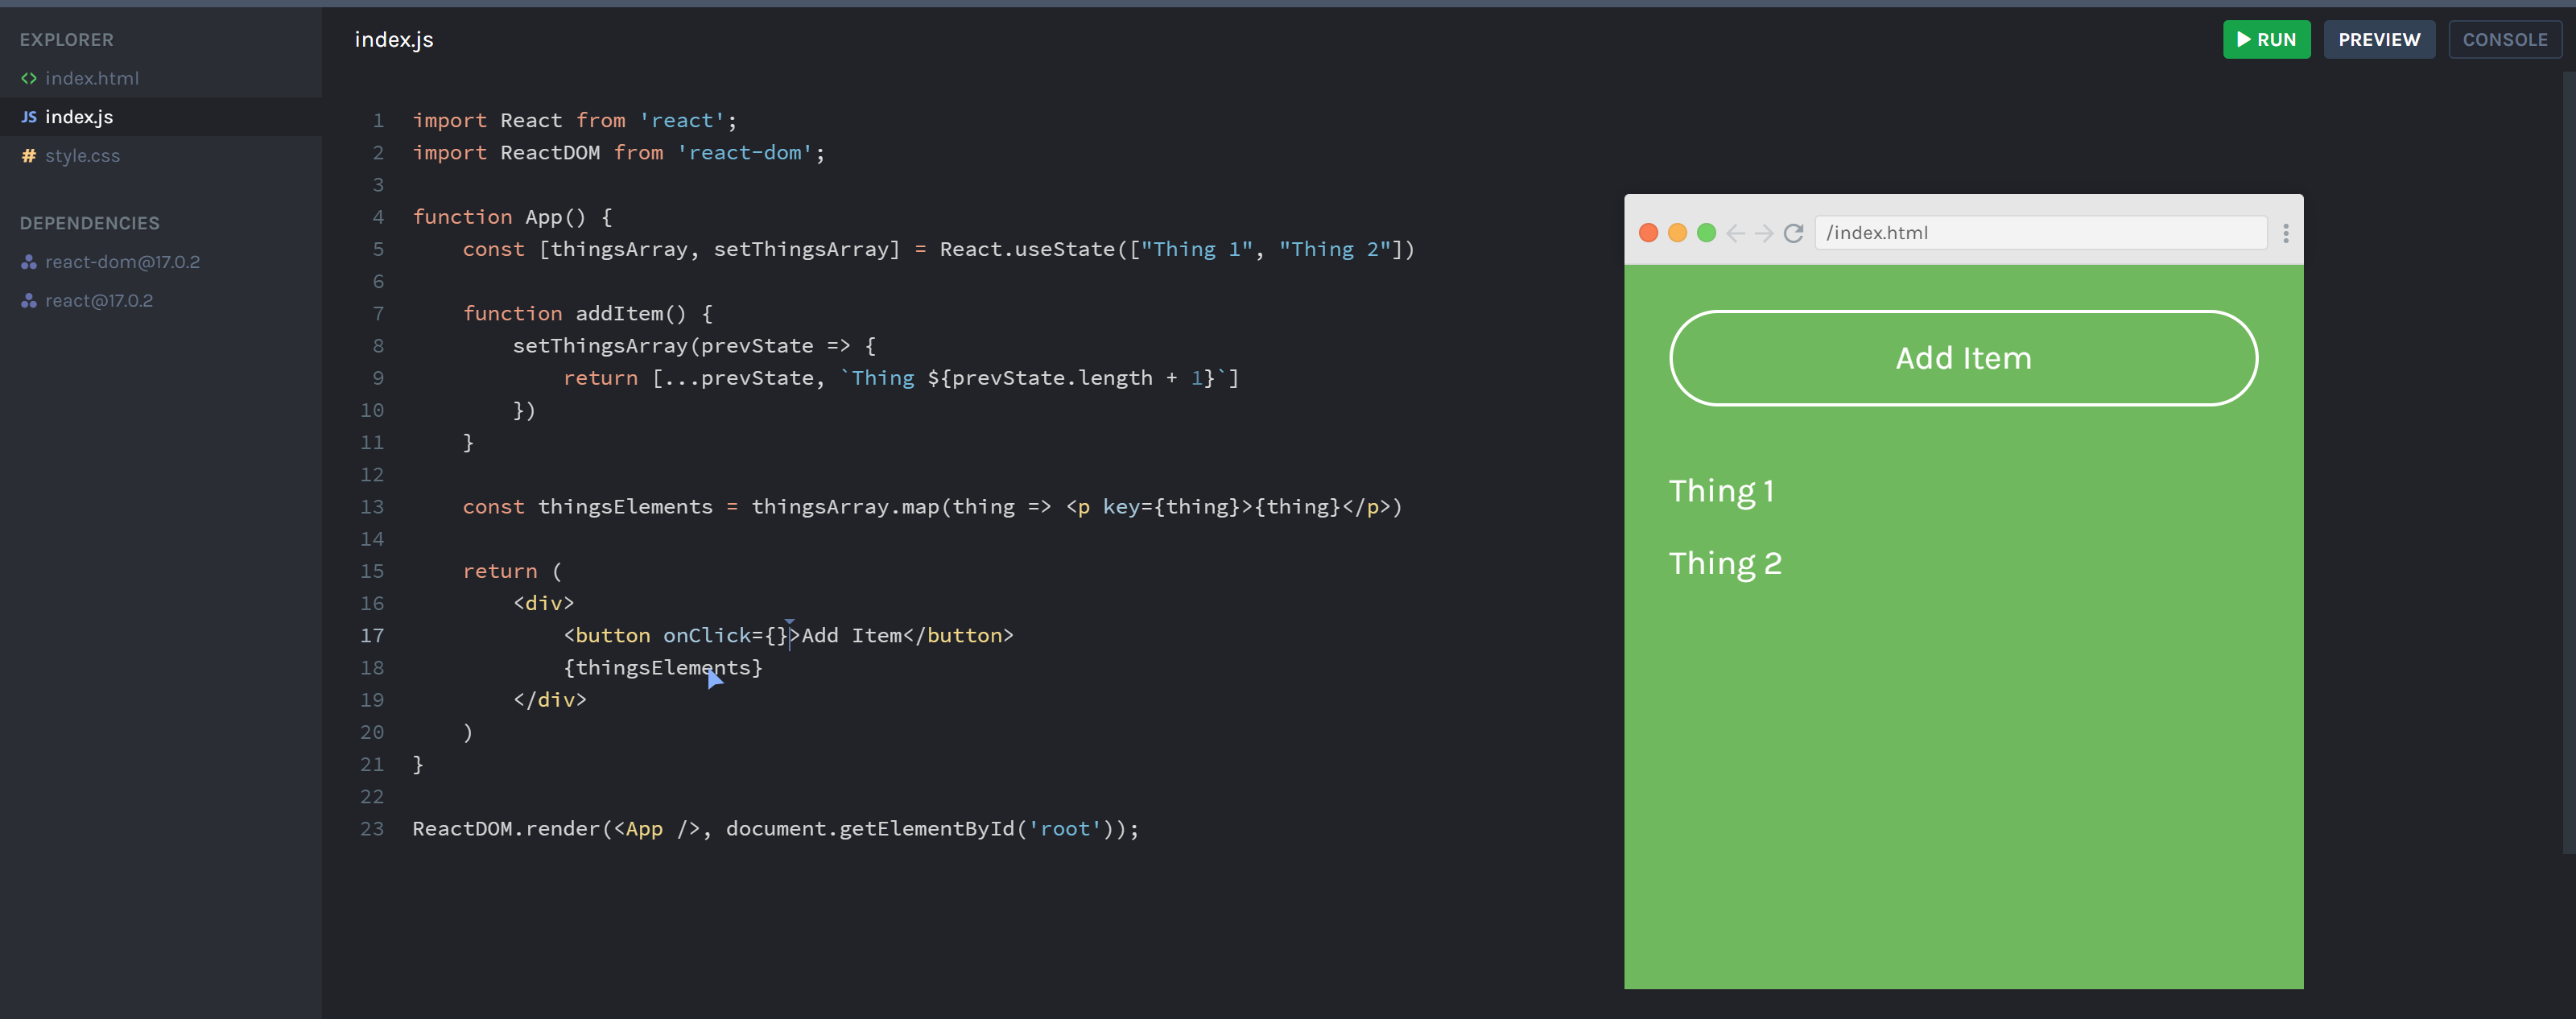 EXPLORER
index.html
JS index.js
# style.css
DEPENDENCIES
react-dom@17.0.2
react@17.0.2
index.js
RUN
PREVIEW
CONSOLE
1 import React from 'react';
2 import ReactDOM from 'react-dom';
3
4 function App() {
5     const [thingsArray, setThingsArray] = React.useState(["Thing 1", "Thing 2"])
6
7     function addItem() {
8         setThingsArray(prevState => {
9             return [...prevState, `Thing ${prevState.length + 1}`]
10         })
11     }
12
13     const thingsElements = thingsArray.map(thing => <p key={thing}>{thing}</p>)
14
15     return (
16         <div>
17             <button onClick={}>Add Item</button>
18             {thingsElements}
19         </div>
20     )
21 }
22
23 ReactDOM.render(<App />, document.getElementById('root'));
/index.html
Add Item
Thing 1
Thing 2